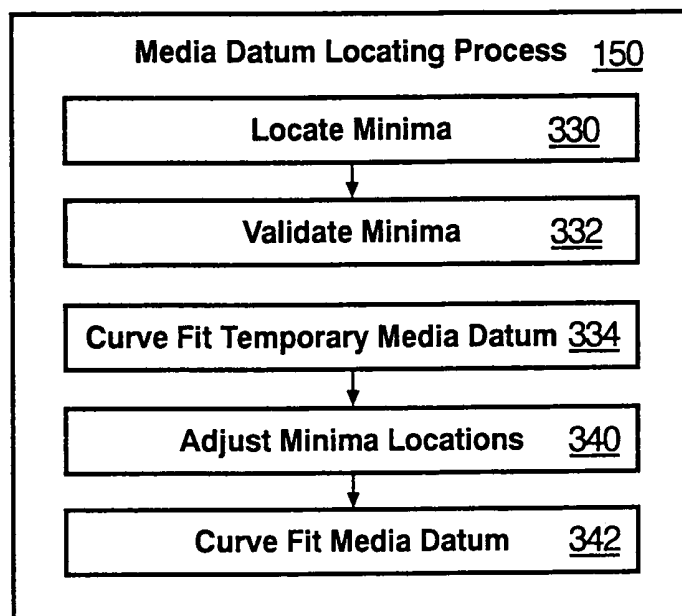 Media Datum Locating Process 150
Locate Minima 330
Validate Minima 332
Curve Fit Temporary Media Datum 334
Adjust Minima Locations 340
Curve Fit Media Datum 342